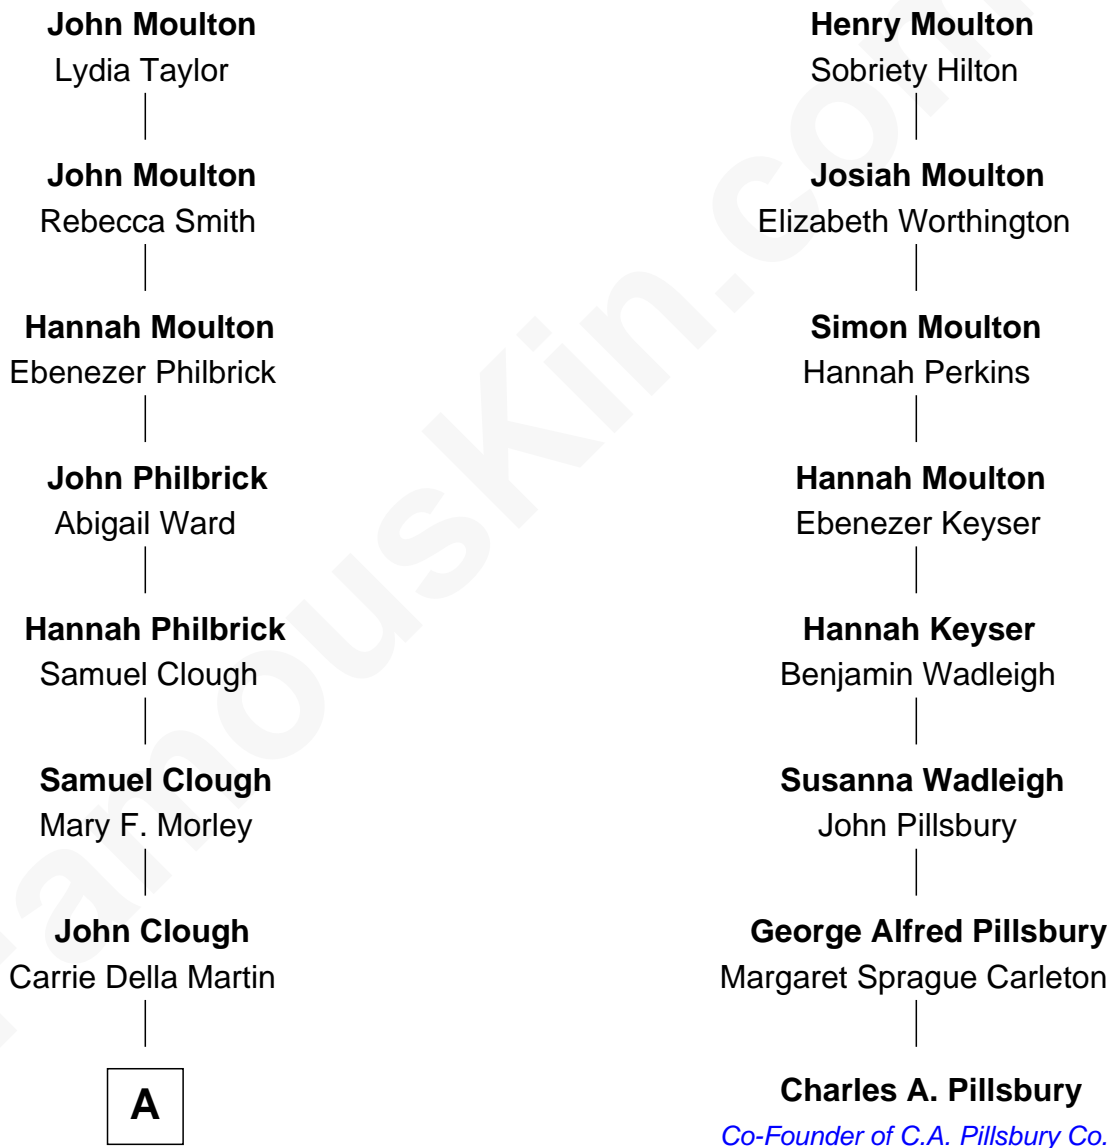 John Moulton
Lydia Taylor
John Moulton
Rebecca Smith
Hannah Moulton
Ebenezer Philbrick
John Philbrick
Abigail Ward
Hannah Philbrick
Samuel Clough
Samuel Clough
Mary F. Morley
John Clough
Carrie Della Martin
A
Henry Moulton
Sobriety Hilton
Josiah Moulton
Elizabeth Worthington
Simon Moulton
Hannah Perkins
Hannah Moulton
Ebenezer Keyser
Hannah Keyser
Benjamin Wadleigh
Susanna Wadleigh
John Pillsbury
George Alfred Pillsbury
Margaret Sprague Carleton
Charles A. Pillsbury
Co-Founder of C.A. Pillsbury Co.
FamousKin.com